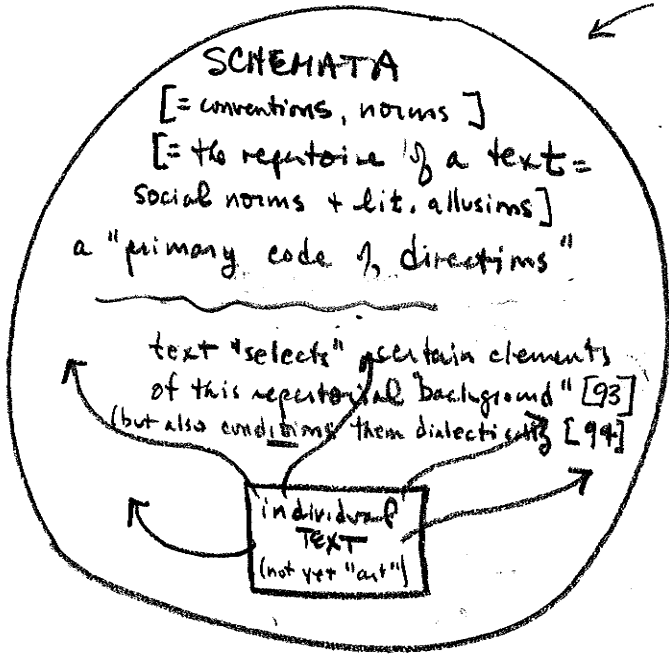 SCHEMATA
[= conventions, norms ]
[= the repertoire of a text =
social norms + lit. allusions]
a "primary code of directions"
text "selects" certain elements
of this repertorial "background" [93]
(but also conditions them dialectically [94]
individual
TEXT
(not yet "art")